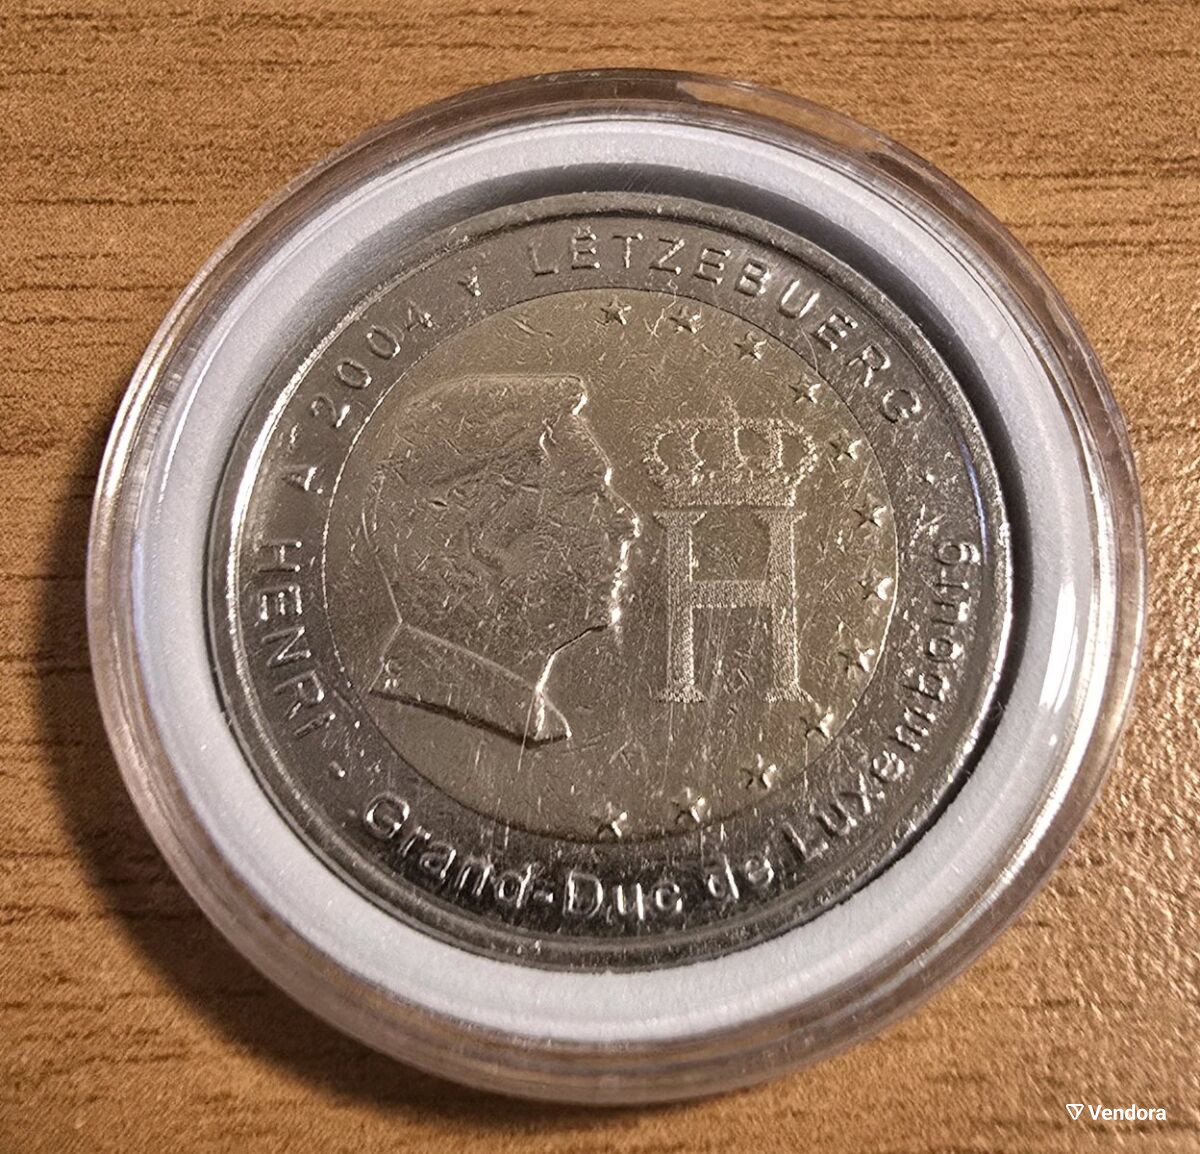 2004
LËTZEBUERG
HENRI
Grand-Duc de Luxembourg
H
Vendora